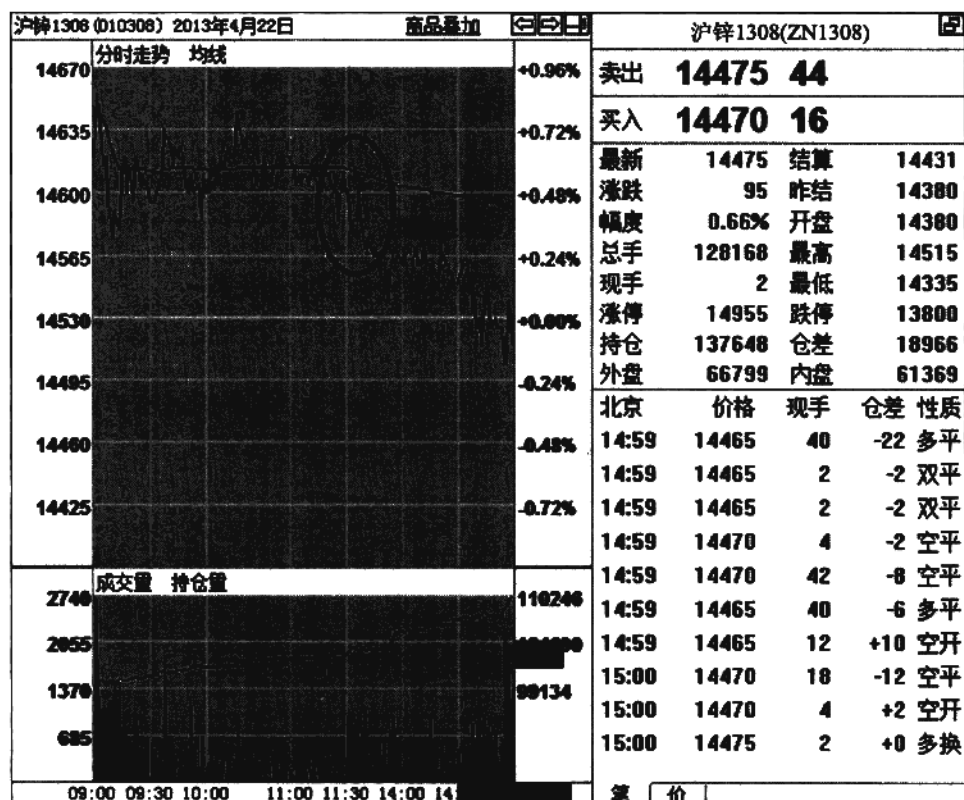 沪锌1308 (010308) 2013年4月22日 商品叠加
分时走势 均线
14670 +0.96%
14635 +0.72%
14600 +0.48%
14565 +0.24%
14530 +0.00%
14495 -0.24%
14460 -0.48%
14425 -0.72%
成交量 持仓量
2740 110246
2055
1370 99134
685
09:00 09:30 10:00 11:00 11:30 14:00 14:
沪锌1308(ZN1308)
卖出 14475 44
买入 14470 16
最新 14475 结算 14431
涨跌 95 昨结 14380
幅度 0.66% 开盘 14380
总手 128168 最高 14515
现手 2 最低 14335
涨停 14955 跌停 13800
持仓 137648 仓差 18966
外盘 66799 内盘 61369
北京 价格 现手 仓差 性质
14:59 14465 40 -22 多平
14:59 14465 2 -2 双平
14:59 14465 2 -2 双平
14:59 14470 4 -2 空平
14:59 14470 42 -8 空平
14:59 14465 40 -6 多平
14:59 14465 12 +10 空开
15:00 14470 18 -12 空平
15:00 14470 4 +2 空开
15:00 14475 2 +0 多换
笔 价